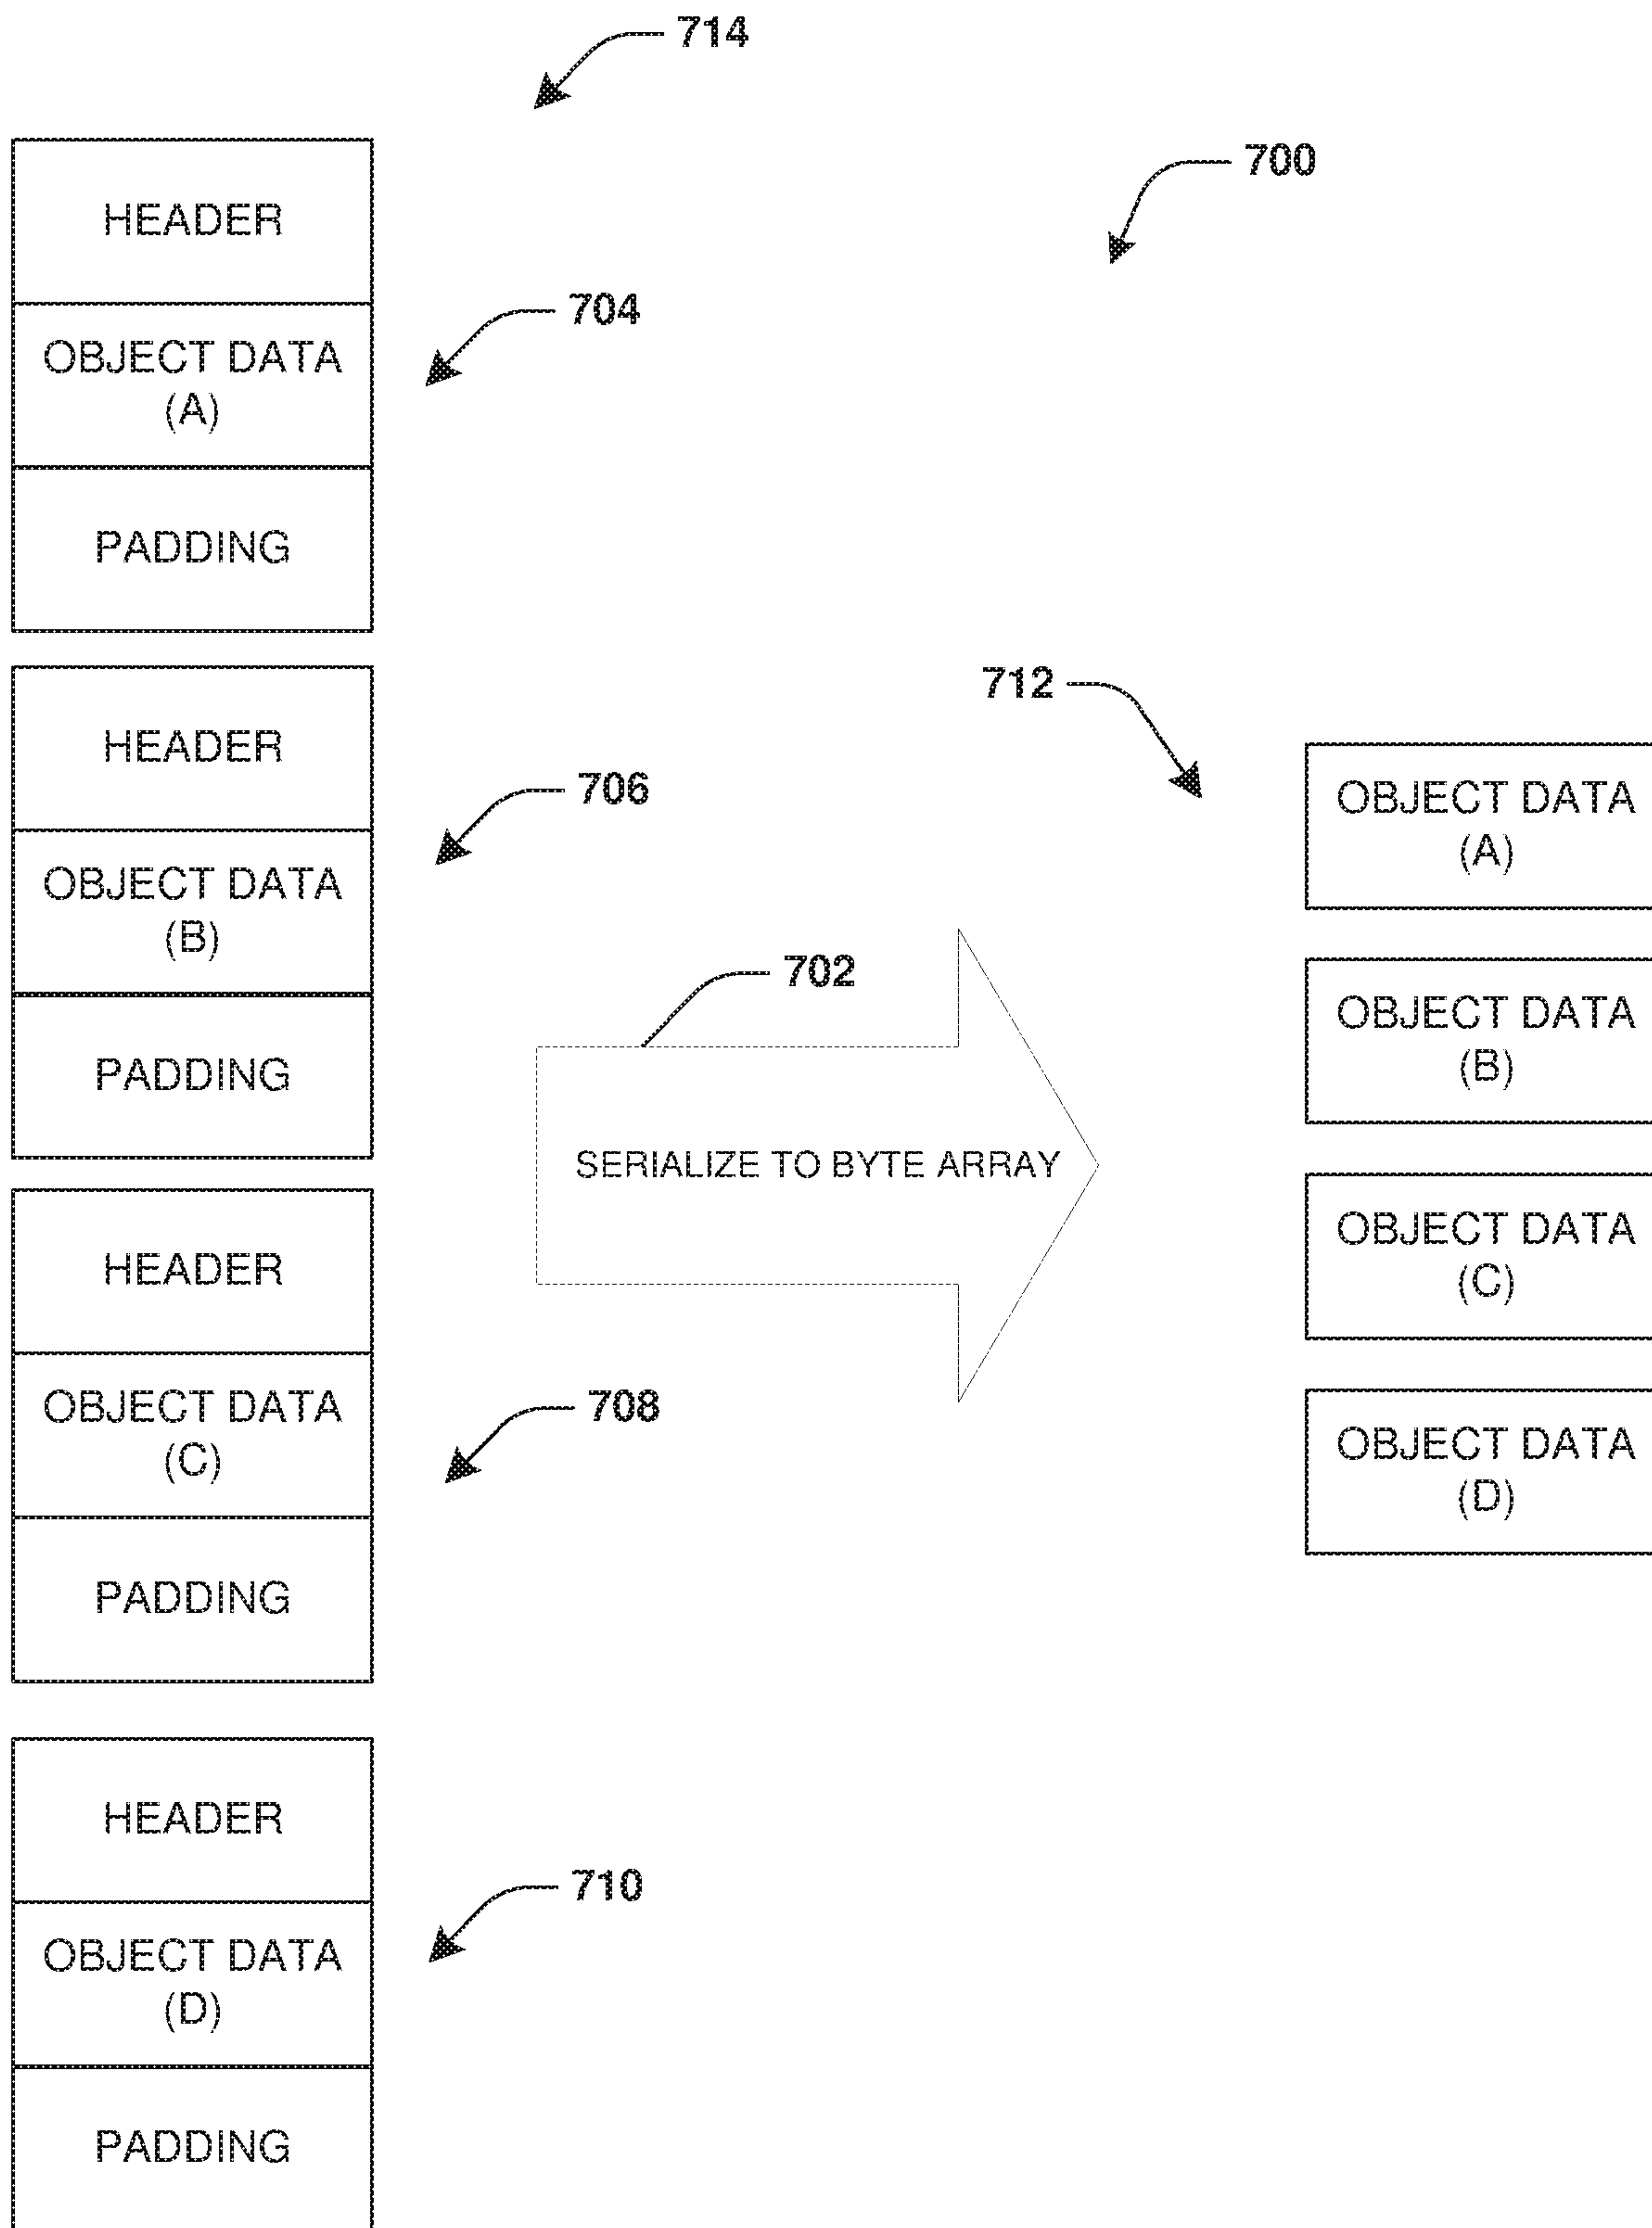 714
700
HEADER
704
OBJECT DATA
(A)
PADDING
712
HEADER
706
OBJECT DATA
(B)
PADDING
702
SERIALIZE TO BYTE ARRAY
OBJECT DATA
(A)
OBJECT DATA
(B)
OBJECT DATA
(C)
OBJECT DATA
(D)
HEADER
708
OBJECT DATA
(C)
PADDING
HEADER
710
OBJECT DATA
(D)
PADDING